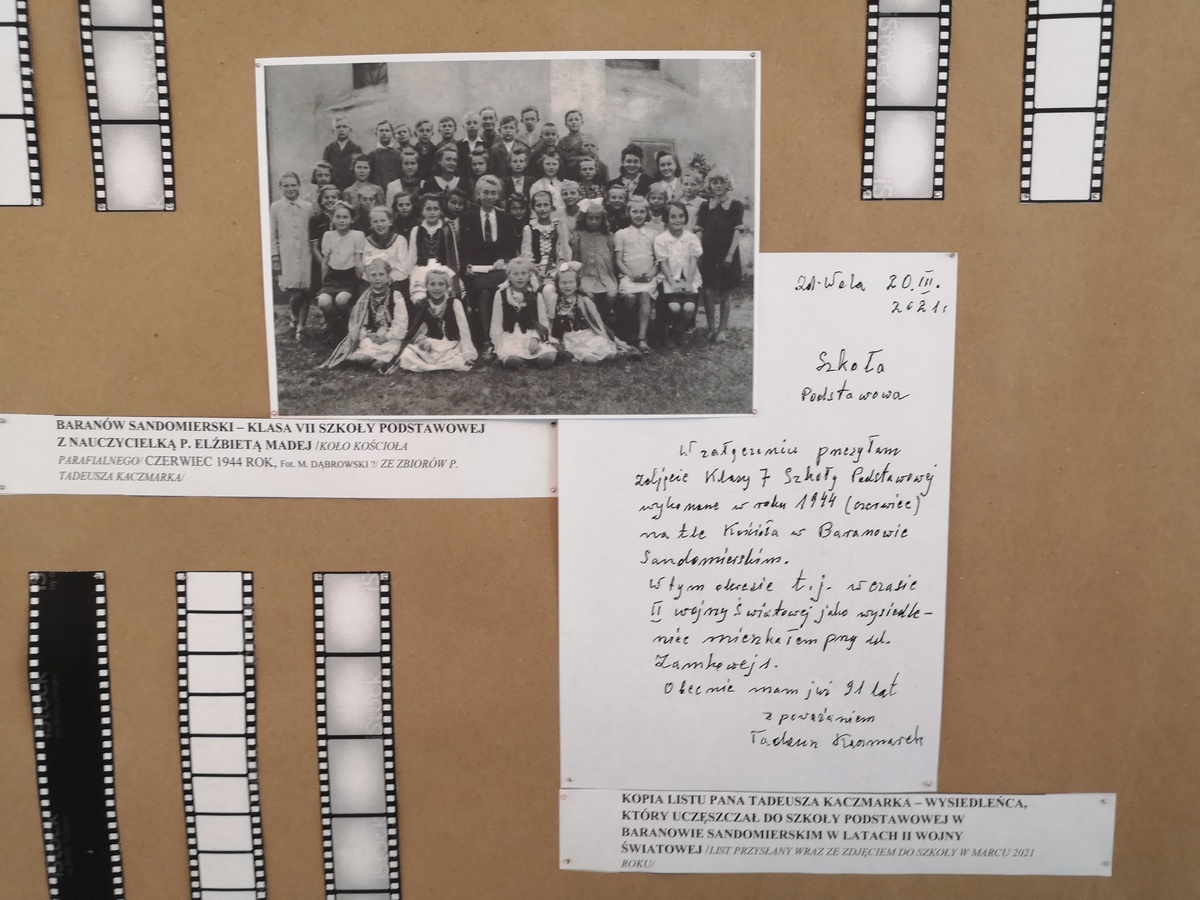 BARANÓW SANDOMIERSKI – KLASA VII SZKOŁY PODSTAWOWEJ
Z NAUCZYCIELKĄ P. ELŻBIETĄ MADEJ /KOŁO KOŚCIOŁA
PARAFIALNEGO/ CZERWIEC 1944 ROK, Fot. M. DĄBROWSKI ?/ ZE ZBIORÓW P.
TADEUSZA KACZMARKA/
Zd-Wola 20.III.
2021.
Szkoła
Podstawowa
W załączeniu przesyłam
zdjęcie Klasy 7 Szkoły Podstawowej
wykonane w roku 1944 (czerwiec)
na tle Kościoła w Baranowie
Sandomierskim.
W tym okresie t.j. w czasie
II wojny Światowej jako wysiedle-
niec mieszkałem przy ul.
Zamkowej 1.
Obecnie mam już 91 lat
z poważaniem
Tadeusz Kaczmarek
KOPIA LISTU PANA TADEUSZA KACZMARKA – WYSIEDLEŃCA,
KTÓRY UCZĘSZCZAŁ DO SZKOŁY PODSTAWOWEJ W
BARANOWIE SANDOMIERSKIM W LATACH II WOJNY
ŚWIATOWEJ /LIST PRZYSŁANY WRAZ ZE ZDJĘCIEM DO SZKOŁY W MARCU 2021
ROKU/